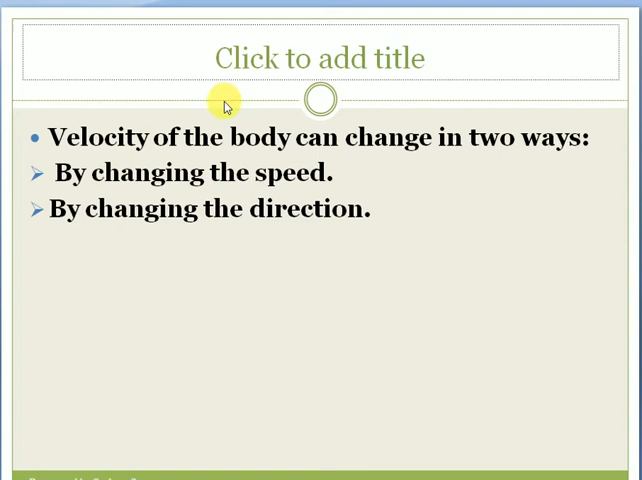 Click to add title
Velocity of the body can change in two ways:
By changing the speed.
By changing the direction.